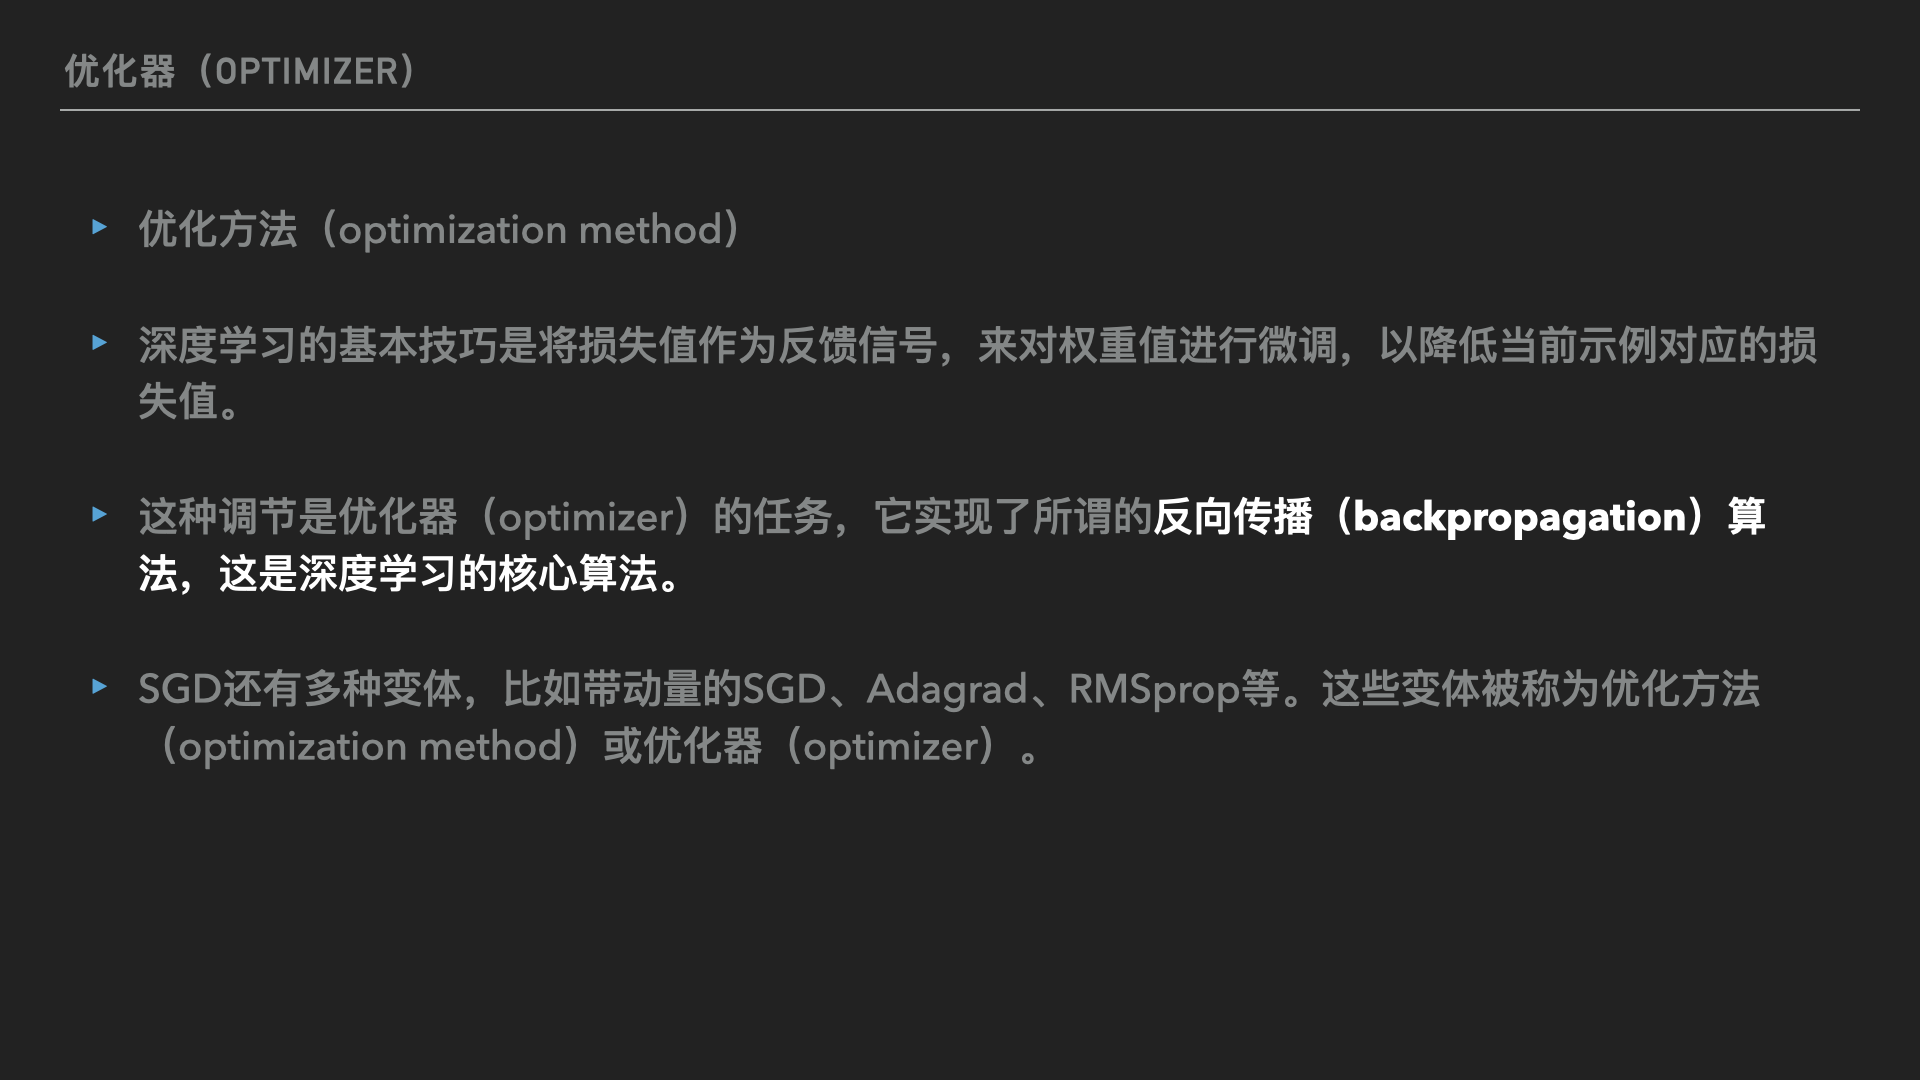 优化器（OPTIMIZER）
▸ 优化方法（optimization method）
▸ 深度学习的基本技巧是将损失值作为反馈信号，来对权重值进行微调，以降低当前示例对应的损
失值。
▸ 这种调节是优化器（optimizer）的任务，它实现了所谓的反向传播（backpropagation）算
法，这是深度学习的核心算法。
▸ SGD还有多种变体，比如带动量的SGD、Adagrad、RMSprop等。这些变体被称为优化方法
（optimization method）或优化器（optimizer）。